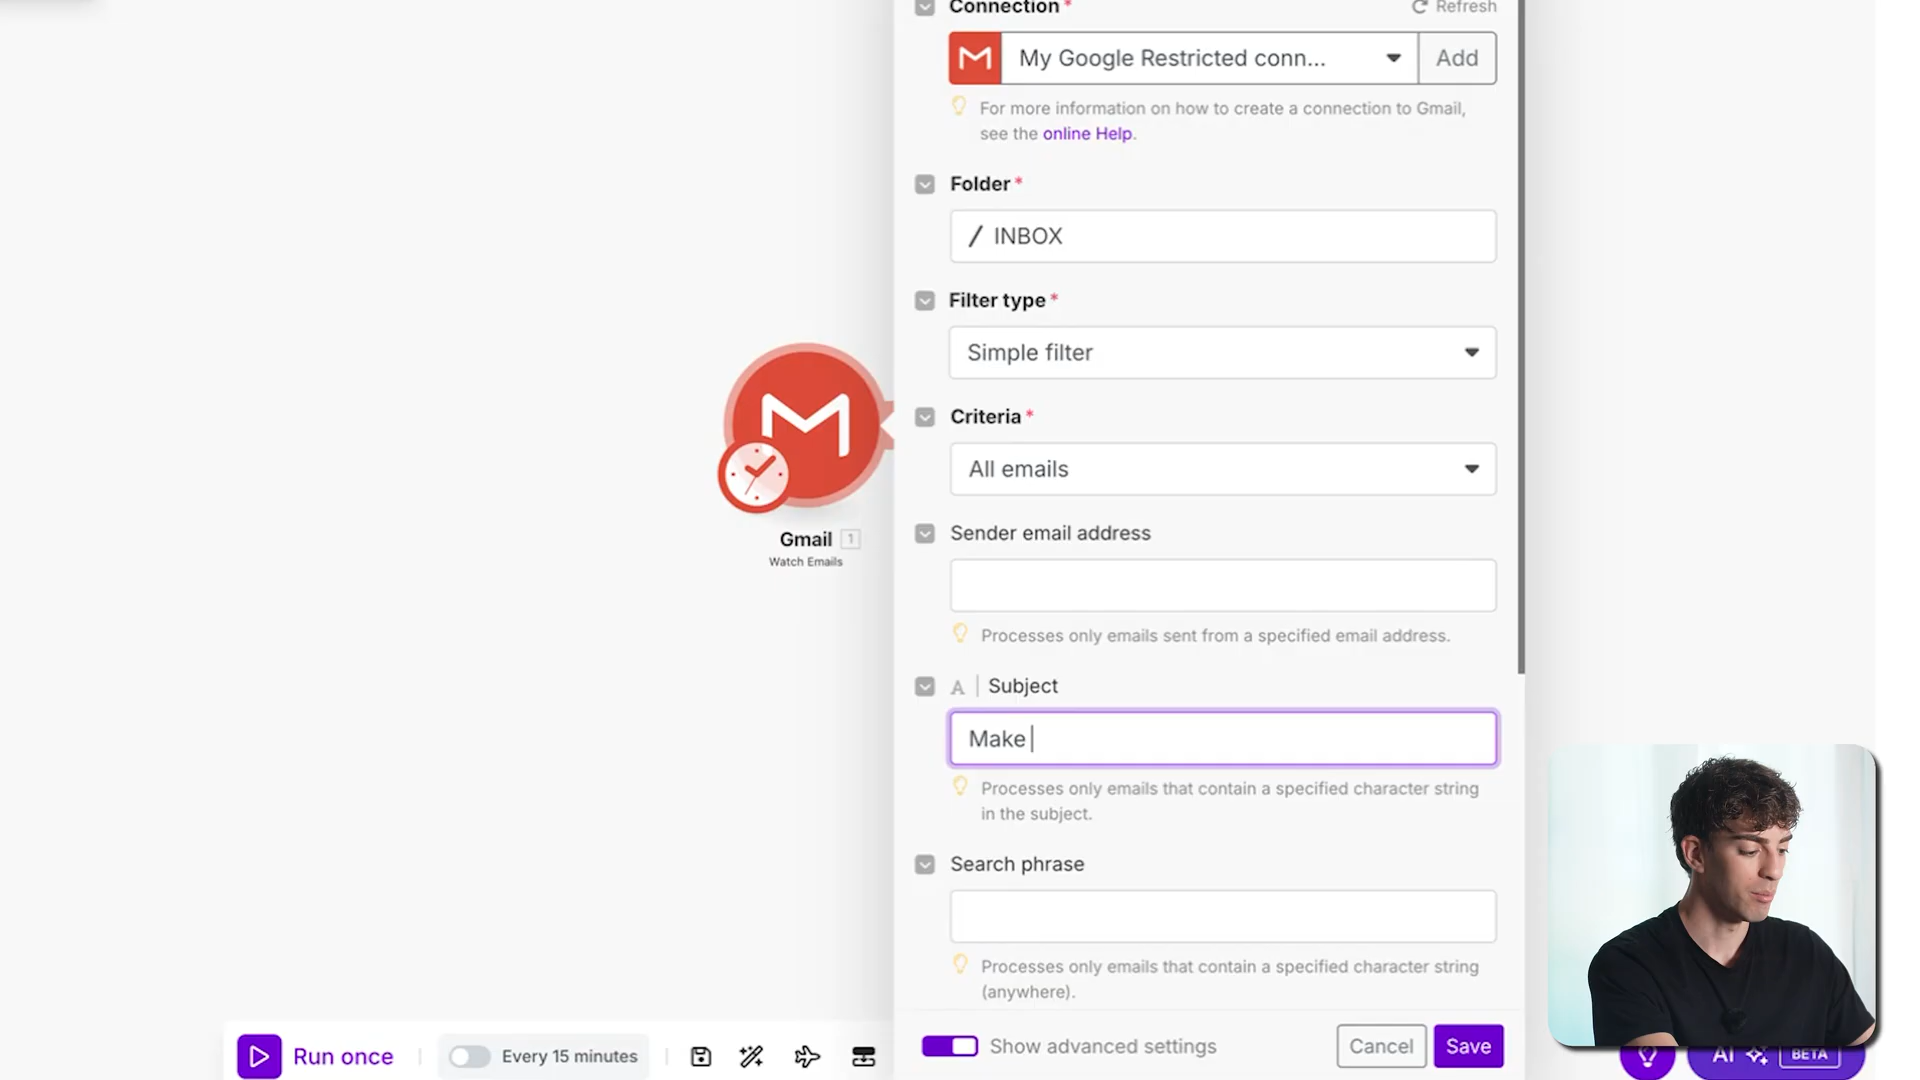 Connection *
Refresh
My Google Restricted conn...
Add
For more information on how to create a connection to Gmail,
see the online Help.
Folder *
/ INBOX
Filter type *
Simple filter
Criteria *
All emails
Gmail 1
Watch Emails
Sender email address
Processes only emails sent from a specified email address.
A | Subject
Make
Processes only emails that contain a specified character string
in the subject.
Search phrase
Processes only emails that contain a specified character string
(anywhere).
Run once
Every 15 minutes
Show advanced settings
Cancel
Save
AI
BETA